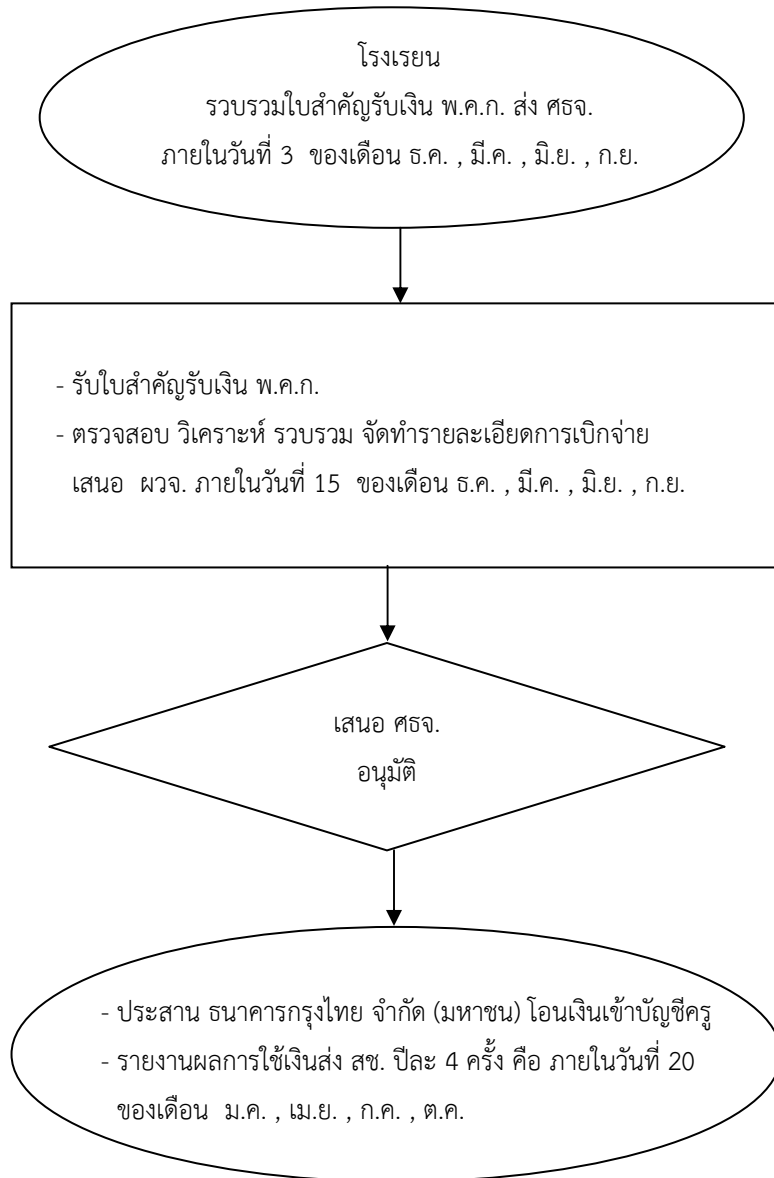 โรงเรียน
รวบรวมใบสำคัญรับเงิน พ.ค.ก. ส่ง ศธจ.
ภายในวันที่ 3 ของเดือน ธ.ค. , มี.ค. , มิ.ย. , ก.ย.
- รับใบสำคัญรับเงิน พ.ค.ก.
- ตรวจสอบ วิเคราะห์ รวบรวม จัดทำรายละเอียดการเบิกจ่าย
เสนอ ผวจ. ภายในวันที่ 15 ของเดือน ธ.ค. , มี.ค. , มิ.ย. , ก.ย.
เสนอ ศธจ.
อนุมัติ
- ประสาน ธนาคารกรุงไทย จำกัด (มหาชน) โอนเงินเข้าบัญชีครู
- รายงานผลการใช้เงินส่ง สช. ปีละ 4 ครั้ง คือ ภายในวันที่ 20
ของเดือน ม.ค. , เม.ย. , ก.ค. , ต.ค.